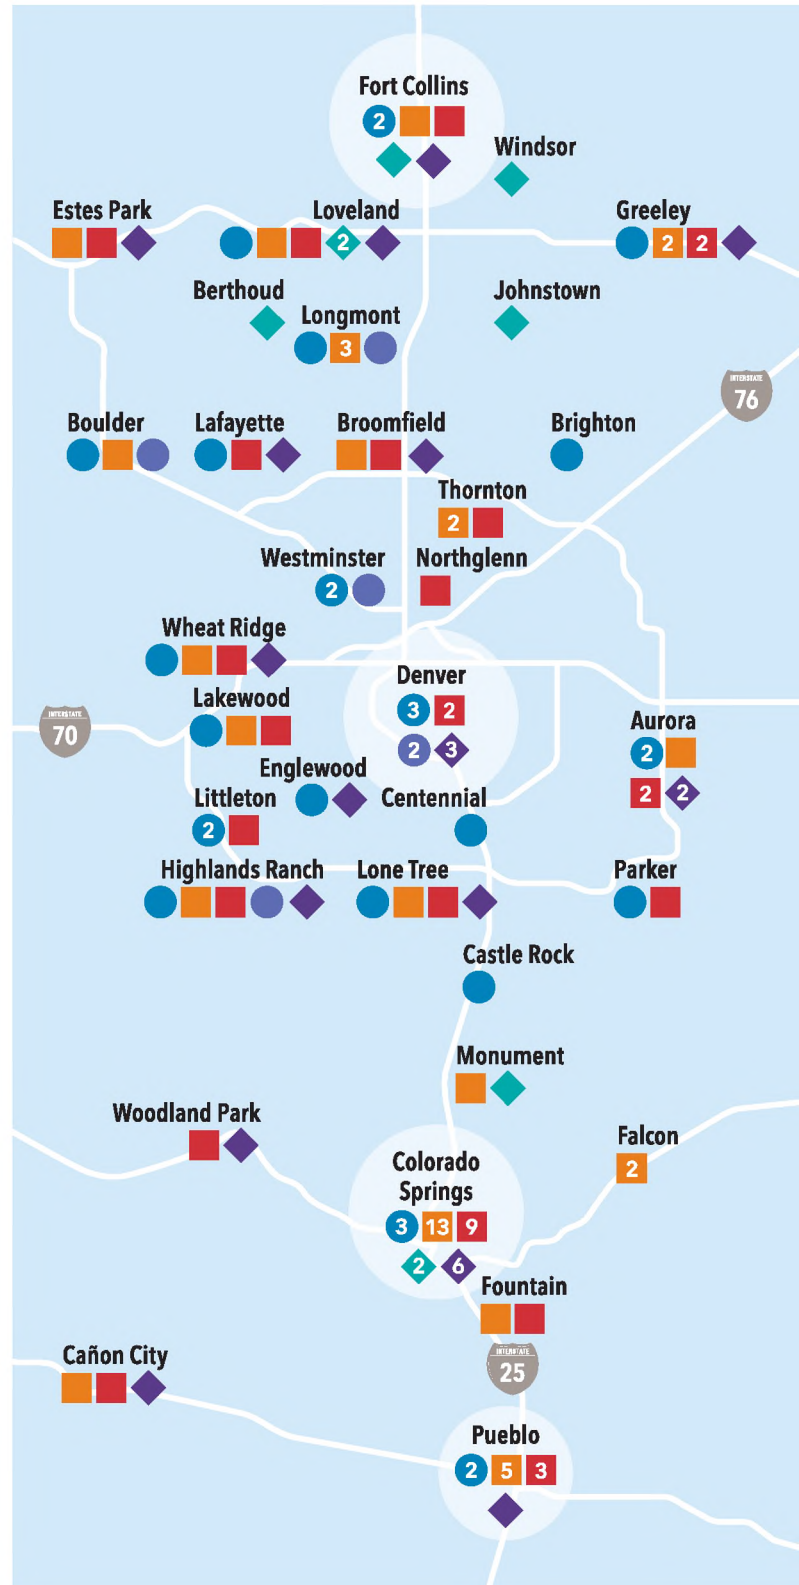 Fort Collins
2
Windsor
Estes Park
Loveland
2
Greeley
2 2
Berthoud
Johnstown
Longmont
3
INTERSTATE
76
Boulder
Lafayette
Broomfield
Brighton
Thornton
2
Westminster
2
Northglenn
Wheat Ridge
Denver
3 2
2 3
Lakewood
INTERSTATE
70
Aurora
2
2 2
Englewood
Littleton
2
Centennial
Highlands Ranch
Lone Tree
Parker
Castle Rock
Monument
Woodland Park
Falcon
2
Colorado
Springs
3 13 9
2 6
Fountain
INTERSTATE
25
Cañon City
Pueblo
2 5 3